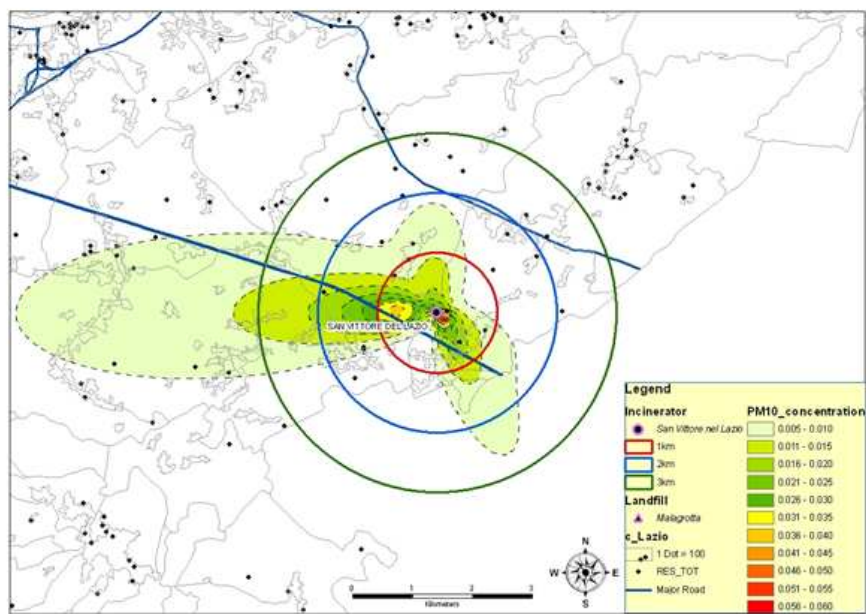 SAN VITTORE DEL LAZIO
Legend
Incinerator
San Vittore nel Lazio
1km
2km
3km
Landfill
Malagrotta
c_Lazio
1 Dot = 100
RES_TOT
Major Road
PM10_concentration
0.005 - 0.010
0.011 - 0.015
0.016 - 0.020
0.021 - 0.025
0.026 - 0.030
0.031 - 0.035
0.036 - 0.040
0.041 - 0.045
0.046 - 0.050
0.051 - 0.055
0.056 - 0.060
N
W E
S
0 0.5 1 2 3
Kilometers